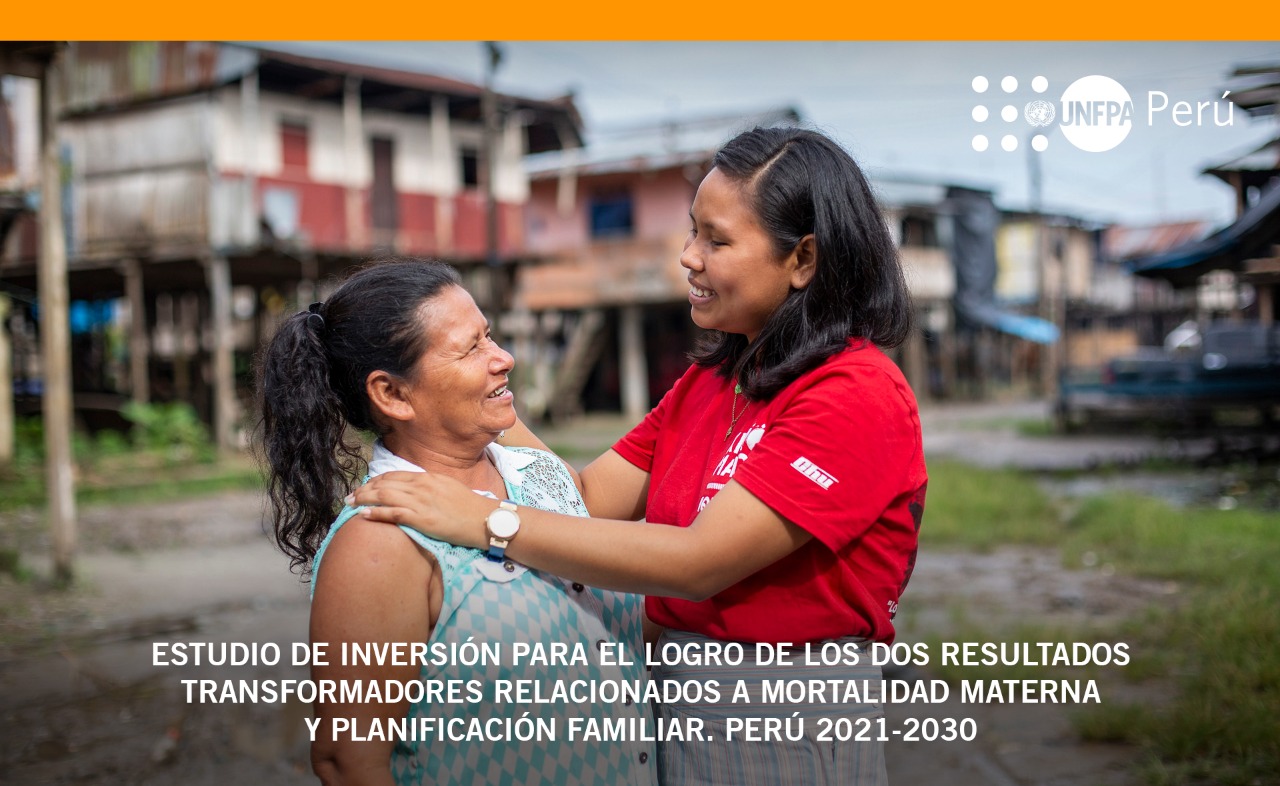 UNFPA Perú
ESTUDIO DE INVERSIÓN PARA EL LOGRO DE LOS DOS RESULTADOS
TRANSFORMADORES RELACIONADOS A MORTALIDAD MATERNA
Y PLANIFICACIÓN FAMILIAR. PERÚ 2021-2030